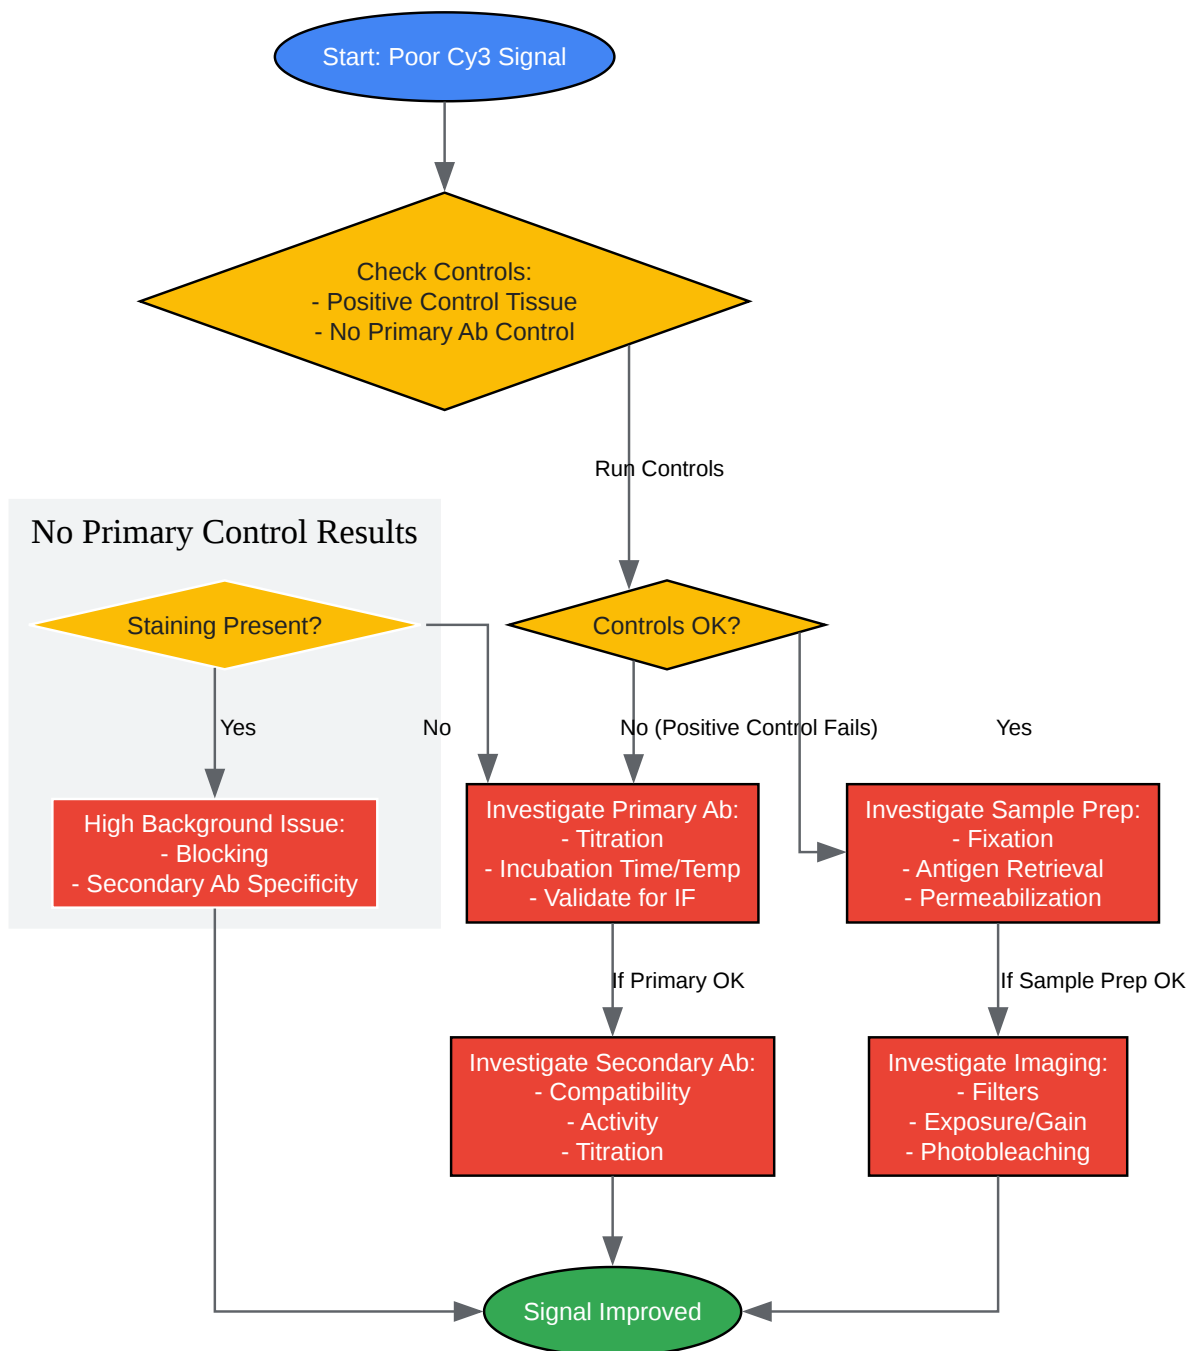 Start: Poor Cy3 Signal
Check Controls:
- Positive Control Tissue
- No Primary Ab Control
Run Controls
No Primary Control Results
Staining Present?
Controls OK?
Yes
No
No (Positive Control Fails)
Yes
High Background Issue:
- Blocking
- Secondary Ab Specificity
Investigate Primary Ab:
- Titration
- Incubation Time/Temp
- Validate for IF
Investigate Sample Prep:
- Fixation
- Antigen Retrieval
- Permeabilization
If Primary OK
If Sample Prep OK
Investigate Secondary Ab:
- Compatibility
- Activity
- Titration
Investigate Imaging:
- Filters
- Exposure/Gain
- Photobleaching
Signal Improved